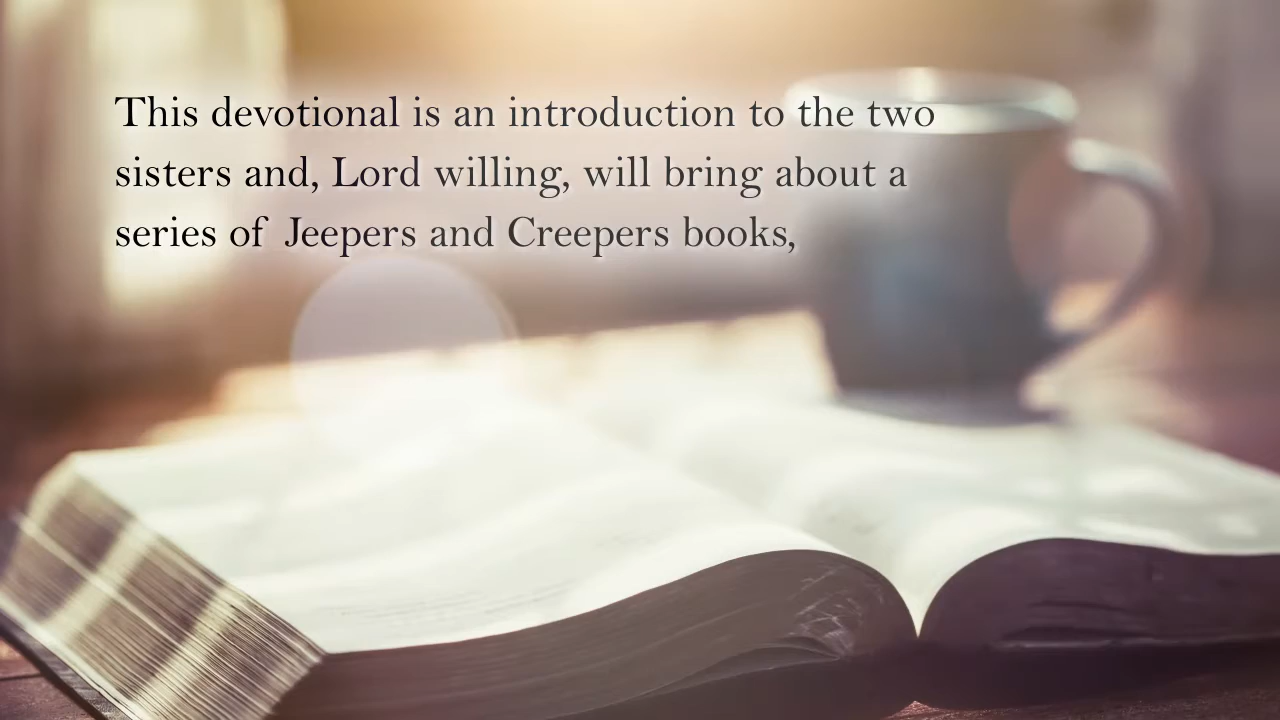 This devotional is an introduction to the two
sisters and, Lord willing, will bring about a
series of Jeepers and Creepers books,